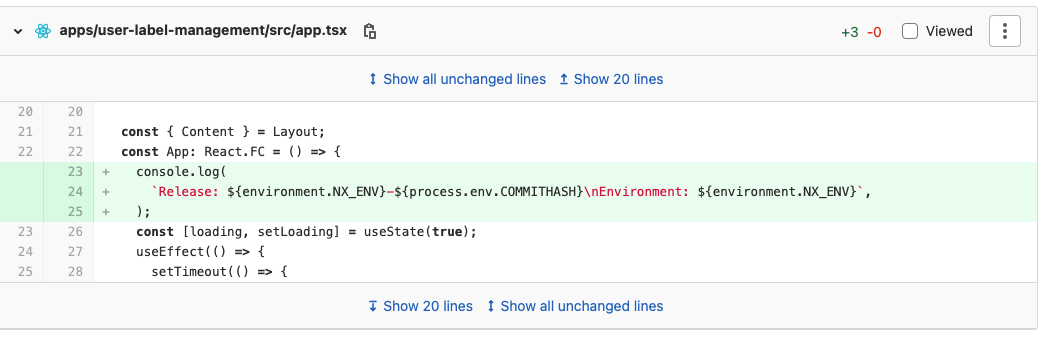 apps/user-label-management/src/app.tsx +3 -0 Viewed
Show all unchanged lines Show 20 lines
20 20
21 21 const { Content } = Layout;
22 22 const App: React.FC = () => {
23 + console.log(
24 + `Release: ${environment.NX_ENV}-${process.env.COMMITHASH}\nEnvironment: ${environment.NX_ENV}`,
25 + );
23 26 const [loading, setLoading] = useState(true);
24 27 useEffect(() => {
25 28 setTimeout(() => {
Show 20 lines Show all unchanged lines